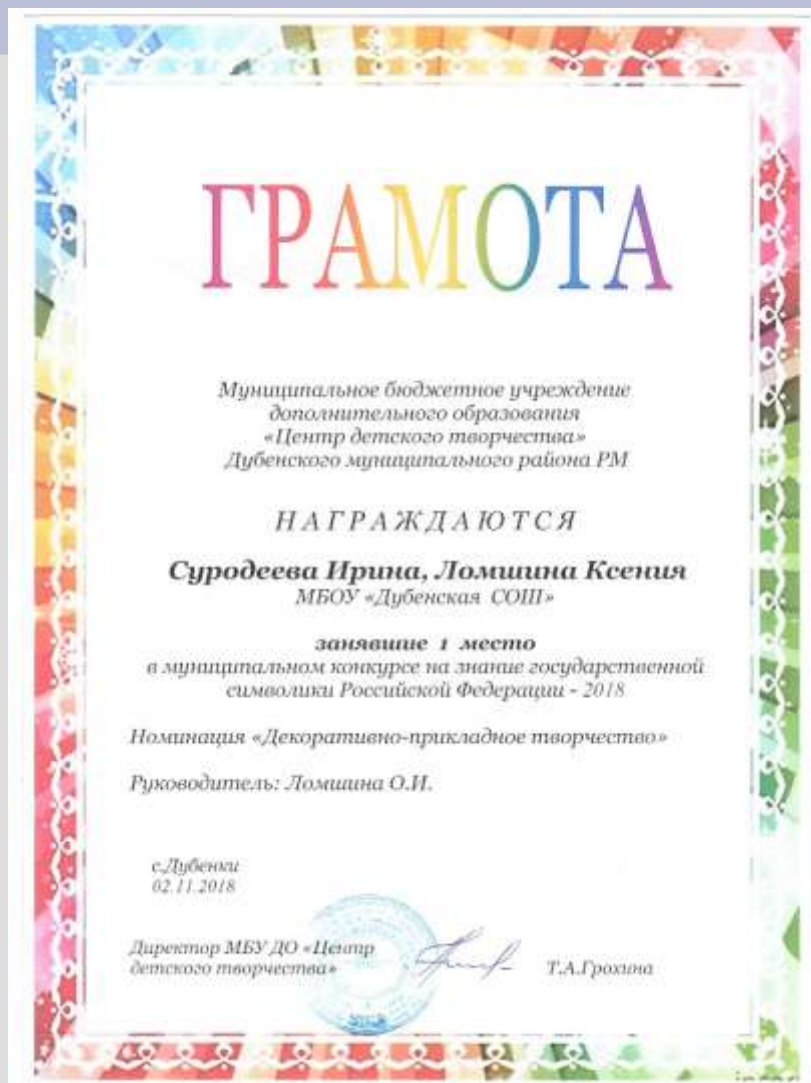 ГРАМОТА
Муниципальное бюджетное учреждение
дополнительного образования
«Центр детского творчества»
Дубенского муниципального района РМ
НАГРАЖДАЮТСЯ
Суродеева Ирина, Ломшина Ксения
МБОУ «Дубенская СОШ»
занявшие 1 место
в муниципальном конкурсе на знание государственной
символики Российской Федерации - 2018
Номинация «Декоративно-прикладное творчество»
Руководитель: Ломшина О.И.
с.Дубенки
02.11.2018
Директор МБУ ДО «Центр
детского творчества»
Т.А.Грохина